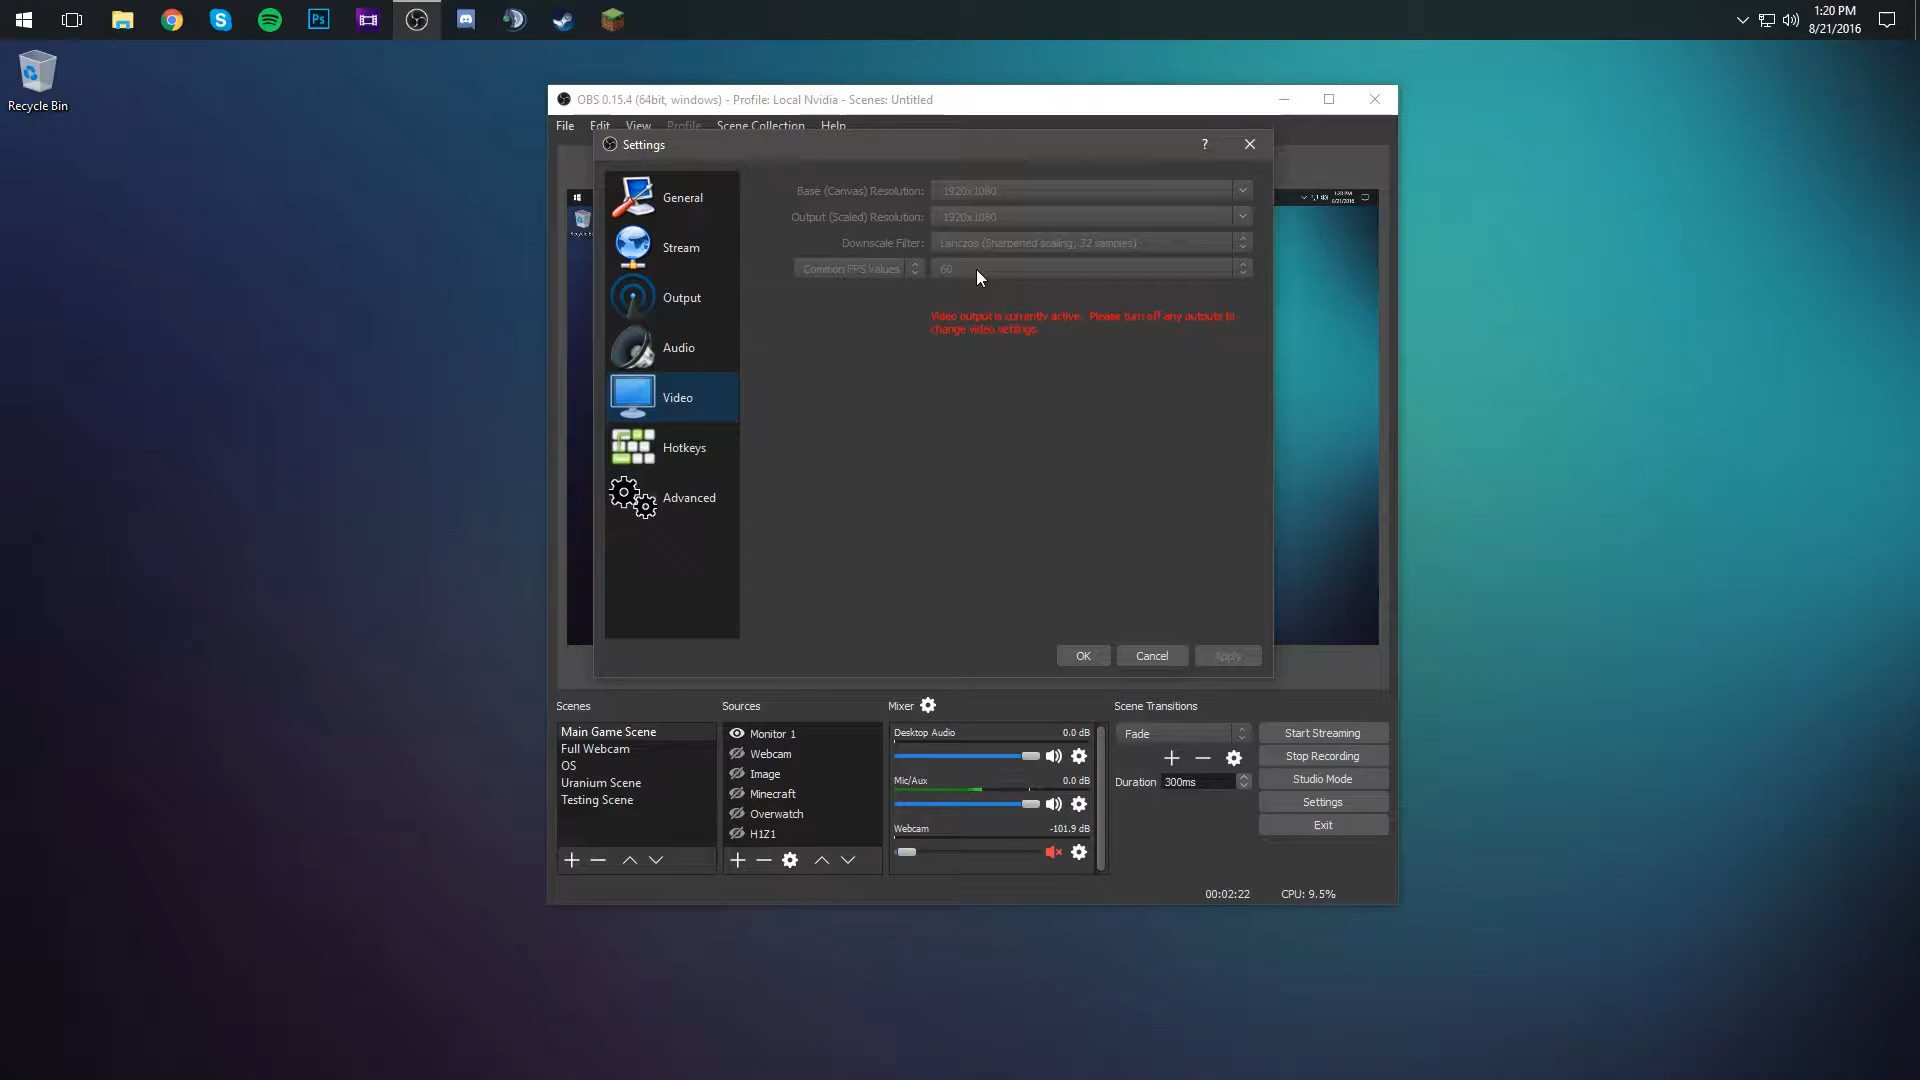 1:20 PM
8/21/2016
Recycle Bin
OBS 0.15.4 (64bit, windows) - Profile: Local Nvidia - Scenes: Untitled
File Edit View Profile Scene Collection Help
Settings
General
Stream
Output
Audio
Video
Hotkeys
Advanced
Base (Canvas) Resolution: 1920x1080
Output (Scaled) Resolution: 1920x1080
Downscale Filter: Lanczos (Sharpened scaling, 32 samples)
Common FPS Values 60
Video output is currently active. Please turn off any outputs to
change video settings.
OK Cancel Apply
Scenes
Main Game Scene
Full Webcam
OS
Uranium Scene
Testing Scene
Sources
Monitor 1
Webcam
Image
Minecraft
Overwatch
H1Z1
Mixer
Desktop Audio 0.0 dB
Mic/Aux 0.0 dB
Webcam -101.9 dB
Scene Transitions
Fade
Duration 300ms
Start Streaming
Stop Recording
Studio Mode
Settings
Exit
00:02:22 CPU: 9.5%